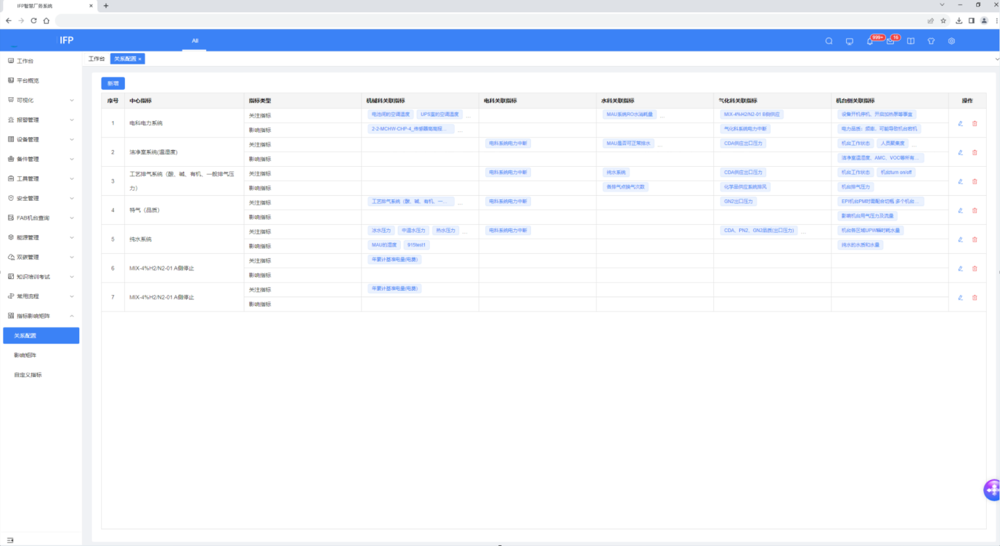 IFP智慧厂务系统
IFP
All
999+
16
工作台
关系配置
工作台
平台概览
可视化
报警管理
设备管理
备件管理
工具管理
安全管理
FAB机台查询
能源管理
双碳管理
知识培训考试
常用流程
指标影响矩阵
关系配置
影响矩阵
自定义指标
新增
序号 中心指标 指标类型 机械科关联指标 电科关联指标 水科关联指标 气化科关联指标 机台侧关联指标 操作
1 电科电力系统
关注指标 电池间的空调温度 UPS室的空调温度 ... MAU系统RO水消耗量 ... MIX-4%H2/N2-01 B侧供应 设备开机停机、开启加热泵等事宜
影响指标 2-2-MCHW-CHP-4_传感器高高报... ... 气化科系统电力中断 电力品质：频率、可能导致机台宕机
2 洁净室系统(温湿度)
关注指标 电科系统电力中断 MAU是否可正常排水 ... CDA供应出口压力 机台工作状态 人员聚集度 ...
影响指标 洁净室温湿度、AMC、VOC等所有...
3 工艺排气系统（酸、碱、有机、一般排气压力）
关注指标 电科系统电力中断 纯水系统 CDA供应出口压力 机台工作状态 机台turn on/off
影响指标 各排气点换气次数 化学品供应系统排风 机台排气压力
4 特气（品质）
关注指标 工艺排气系统（酸、碱、有机、一... ... 电科系统电力中断 GN2出口压力 EPI机台PM时需配合切瓶 多个机台...
影响指标 影响机台用气压力及流量
5 纯水系统
关注指标 冰水压力 中温水压力 热水压力 ... 电科系统电力中断 CDA、PN2、GN2品质(出口压力) ... 机台各区域UPW瞬时耗水量
影响指标 MAU的湿度 915test1 纯水的水质和水量
6 MIX-4%H2/N2-01 A侧停止
关注指标 年累计基准电量(电费)
影响指标
7 MIX-4%H2/N2-01 A侧停止
关注指标 年累计基准电量(电费)
影响指标